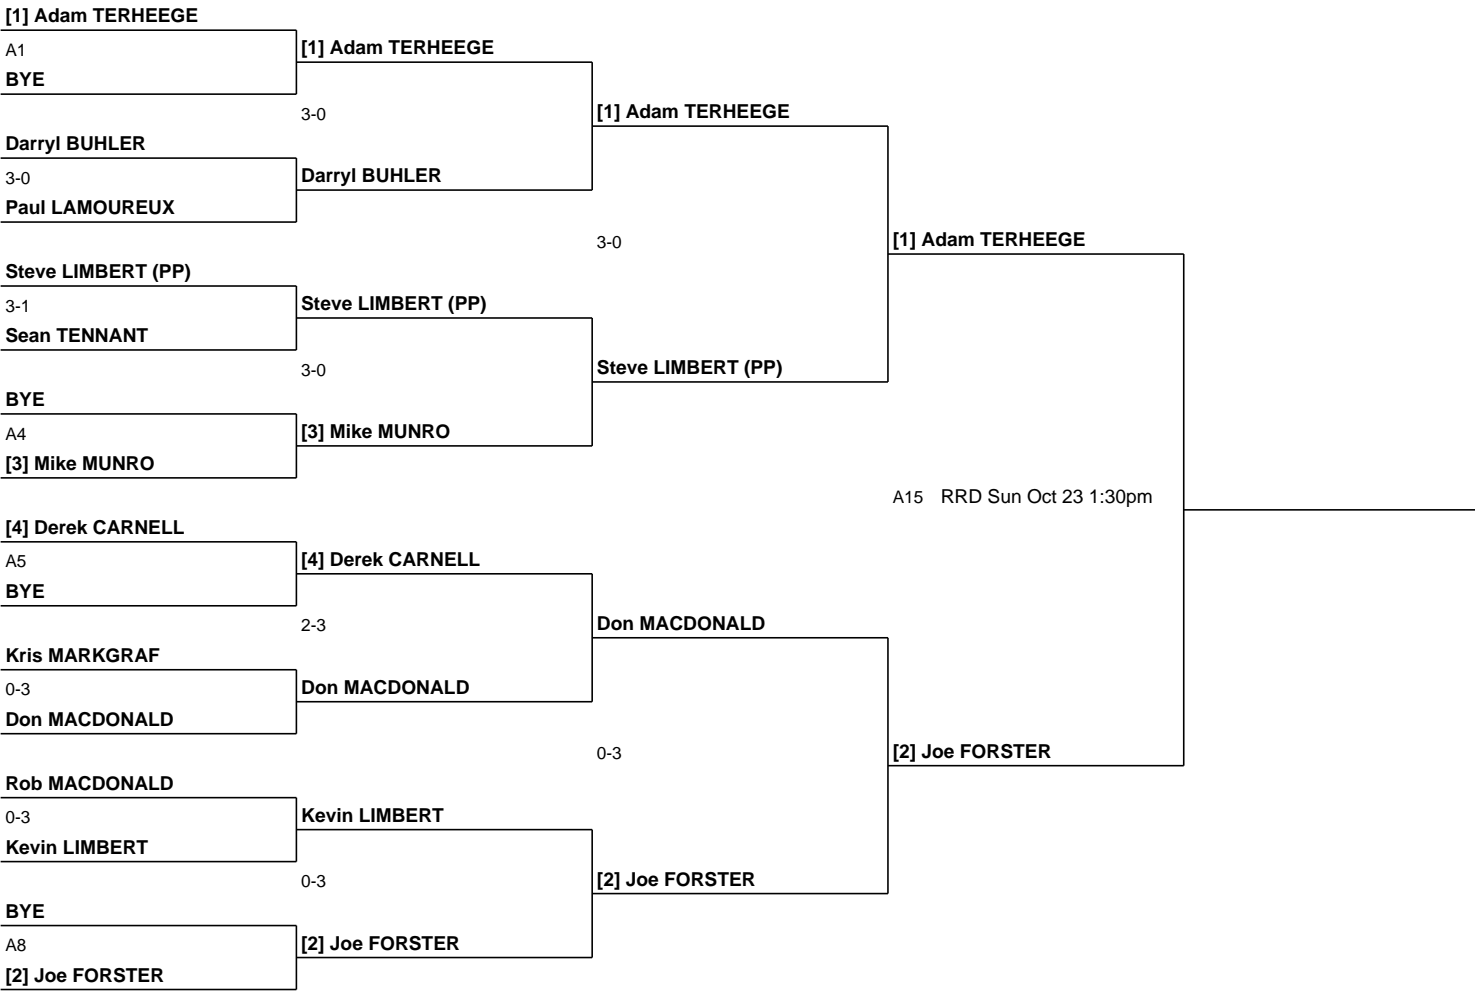 [1] Adam TERHEEGE
A1
BYE
[1] Adam TERHEEGE
3-0
Darryl BUHLER
3-0
Paul LAMOUREUX
Darryl BUHLER
[1] Adam TERHEEGE
3-0
Steve LIMBERT (PP)
3-1
Sean TENNANT
Steve LIMBERT (PP)
3-0
BYE
A4
[3] Mike MUNRO
[3] Mike MUNRO
Steve LIMBERT (PP)
[1] Adam TERHEEGE
A15 RRD Sun Oct 23 1:30pm
[4] Derek CARNELL
A5
BYE
[4] Derek CARNELL
2-3
Kris MARKGRAF
0-3
Don MACDONALD
Don MACDONALD
Don MACDONALD
0-3
Rob MACDONALD
0-3
Kevin LIMBERT
Kevin LIMBERT
0-3
BYE
A8
[2] Joe FORSTER
[2] Joe FORSTER
[2] Joe FORSTER
[2] Joe FORSTER